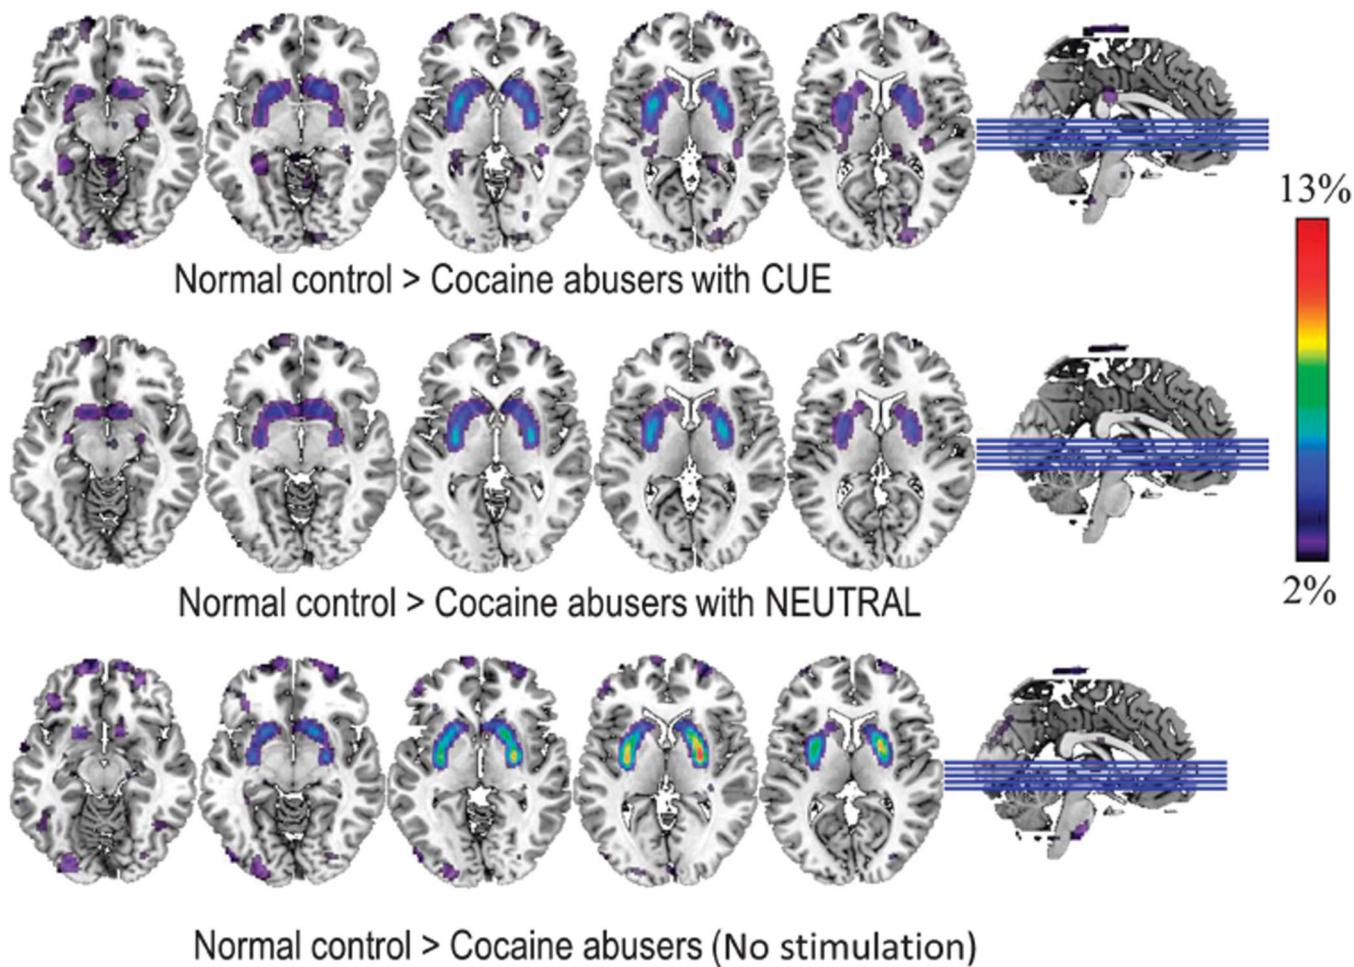 13%
Normal control > Cocaine abusers with CUE
Normal control > Cocaine abusers with NEUTRAL
2%
Normal control > Cocaine abusers (No stimulation)